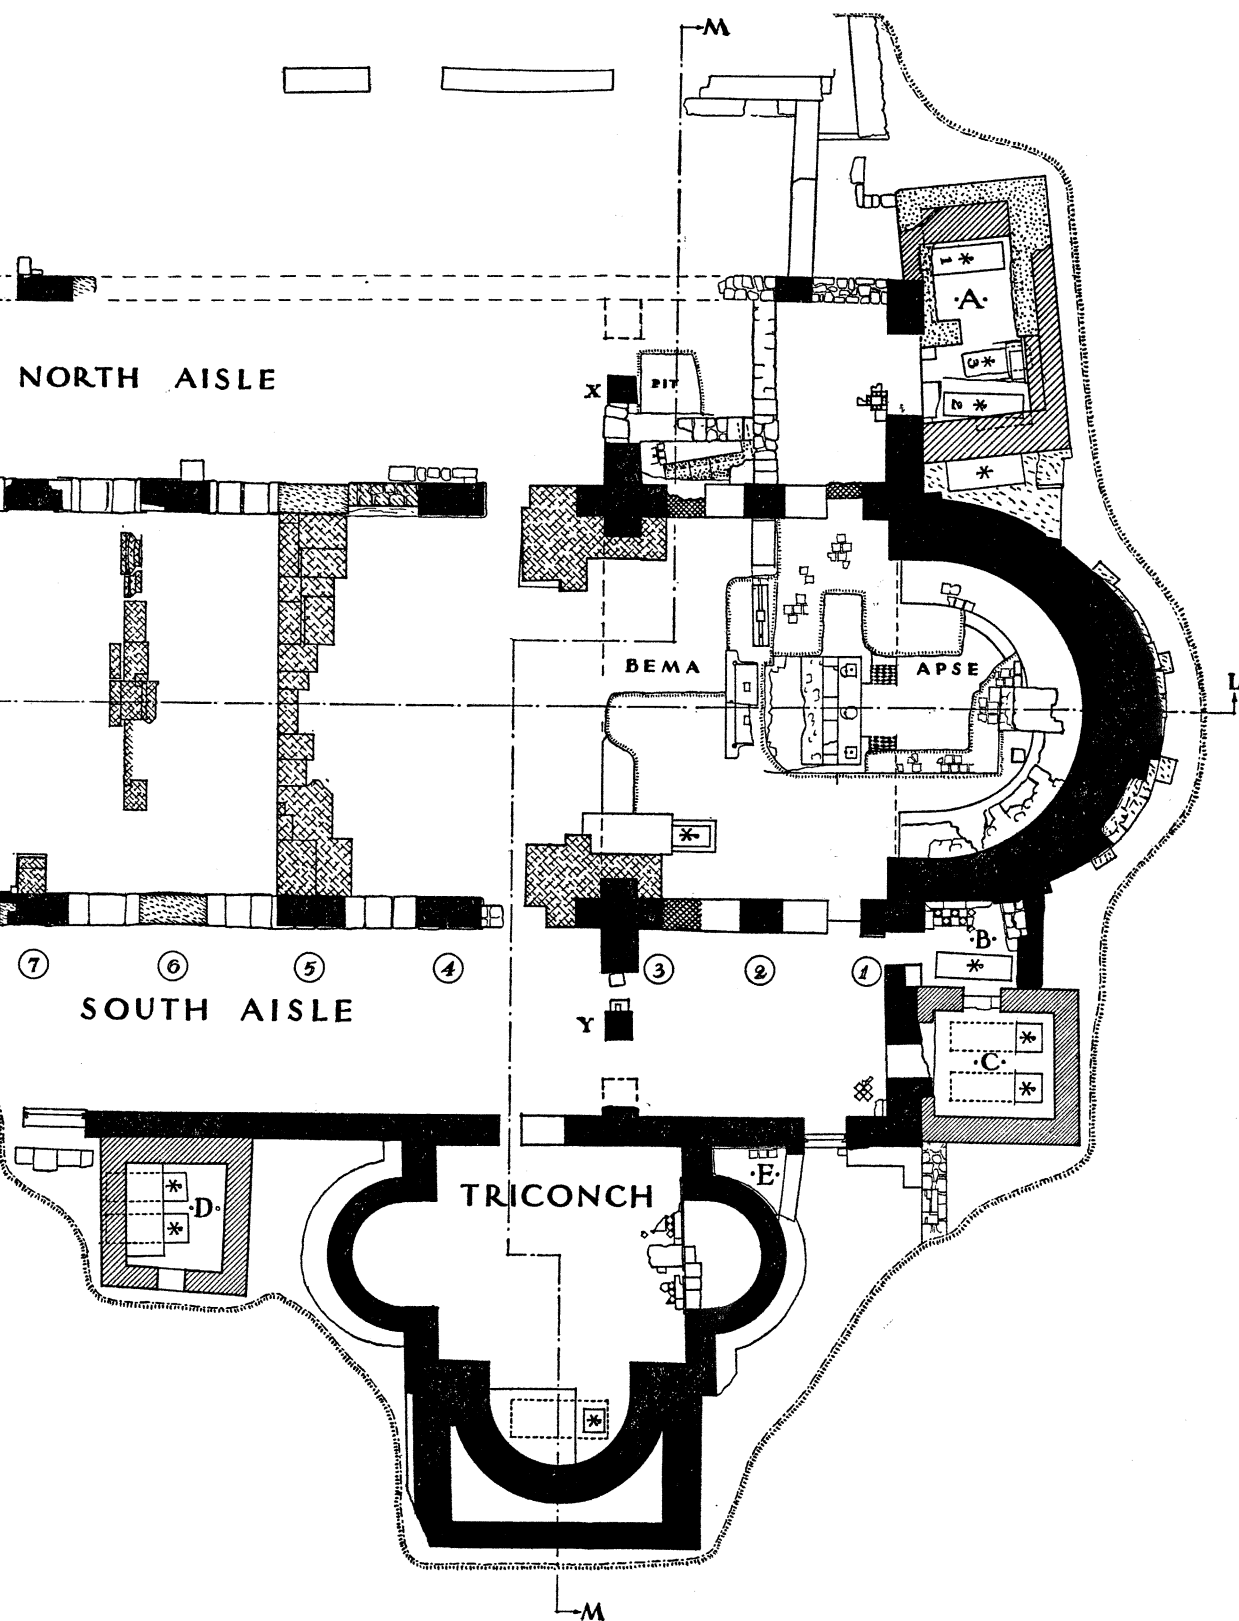 M
1
·A·
NORTH AISLE
PIT
X
3
2
BEMA
APSE
L
7
6
5
4
3
2
1
·B·
SOUTH AISLE
Y
·C·
TRICONCH
·E·
·D·
M